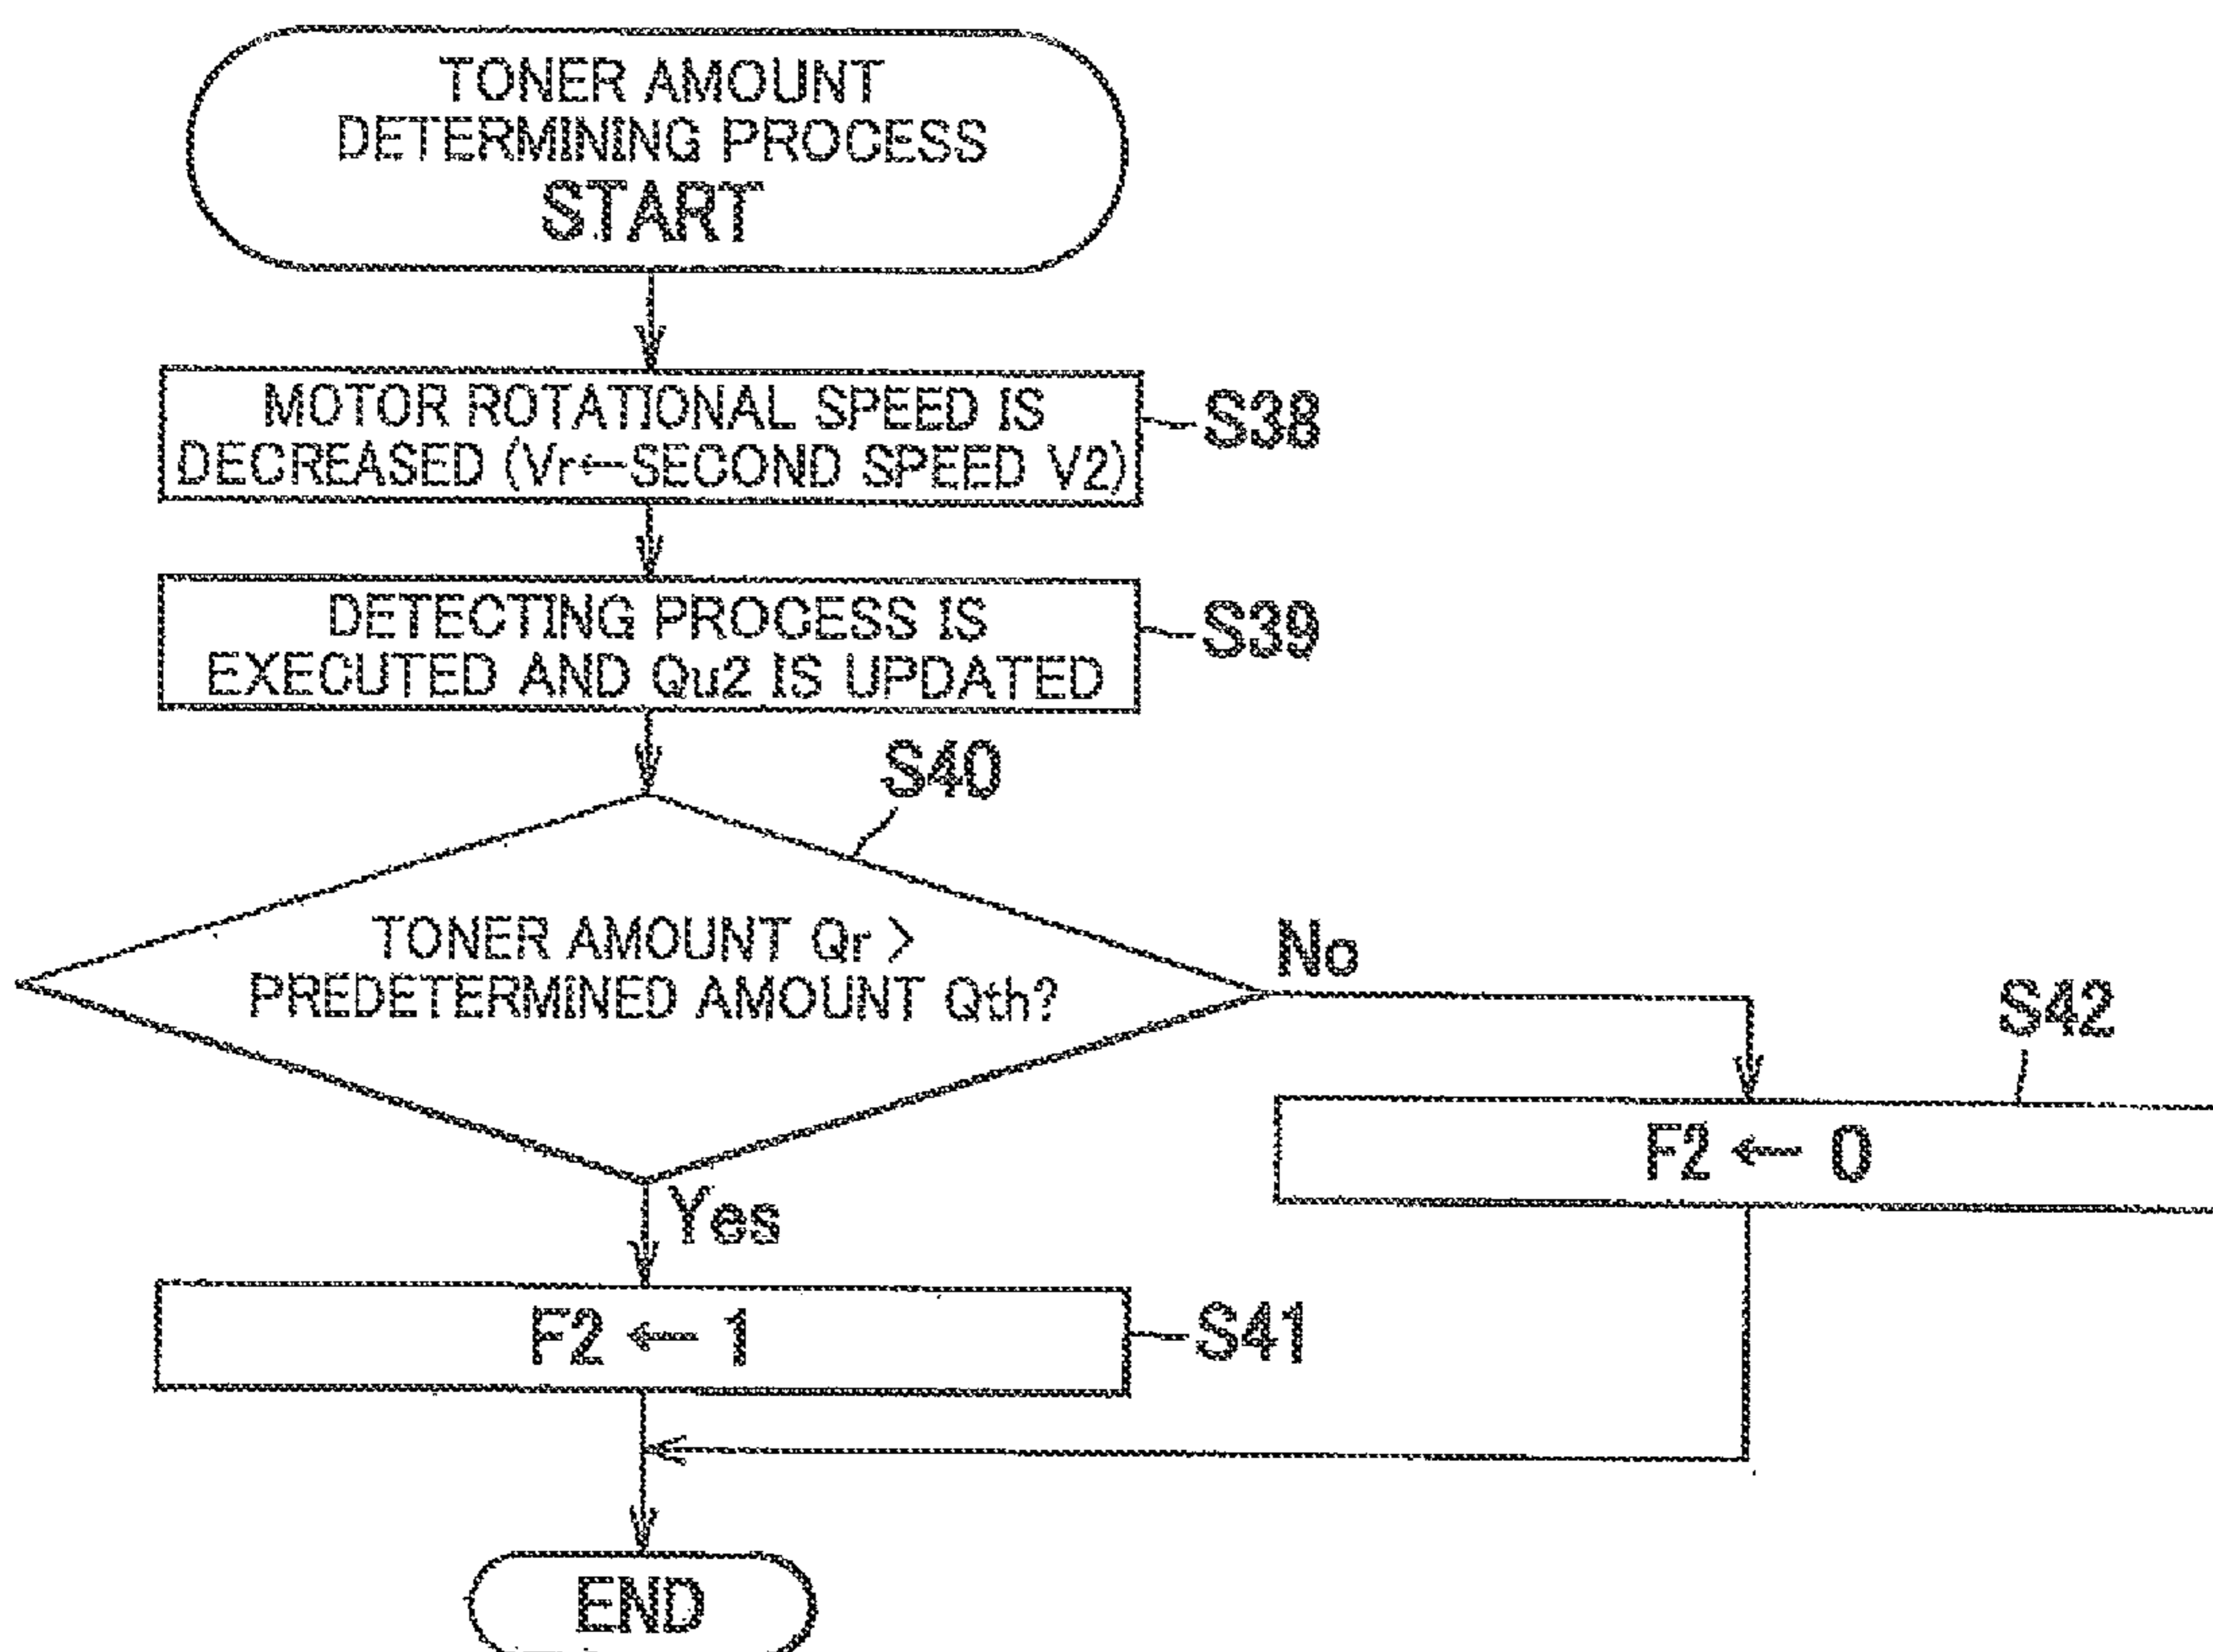 TONER AMOUNT
DETERMINING PROCESS
START
MOTOR ROTATIONAL SPEED IS
DECREASED (Vr←SECOND SPEED V2)
S38
DETECTING PROCESS IS
EXECUTED AND Qu2 IS UPDATED
S39
S40
TONER AMOUNT Qr >
PREDETERMINED AMOUNT Qth?
No
S42
F2 ← 0
Yes
F2 ← 1
S41
END